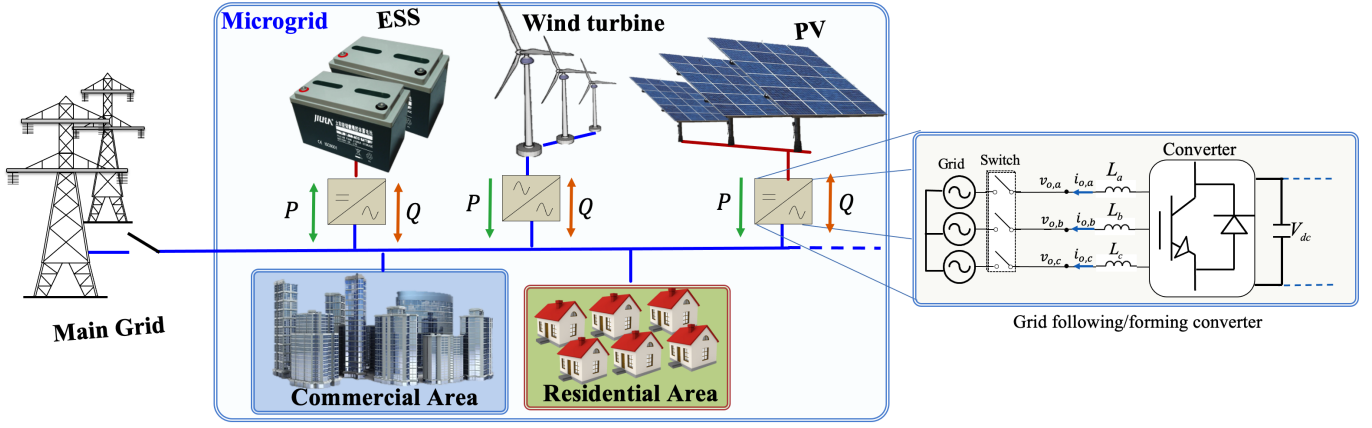 Microgrid
ESS
Wind turbine
PV
P
Q
P
Q
P
Q
Main Grid
Commercial Area
Residential Area
Grid
Switch
Converter
v_{o,a}
i_{o,a}
L_a
v_{o,b}
i_{o,b}
L_b
v_{o,c}
i_{o,c}
L_c
V_{dc}
Grid following/forming converter